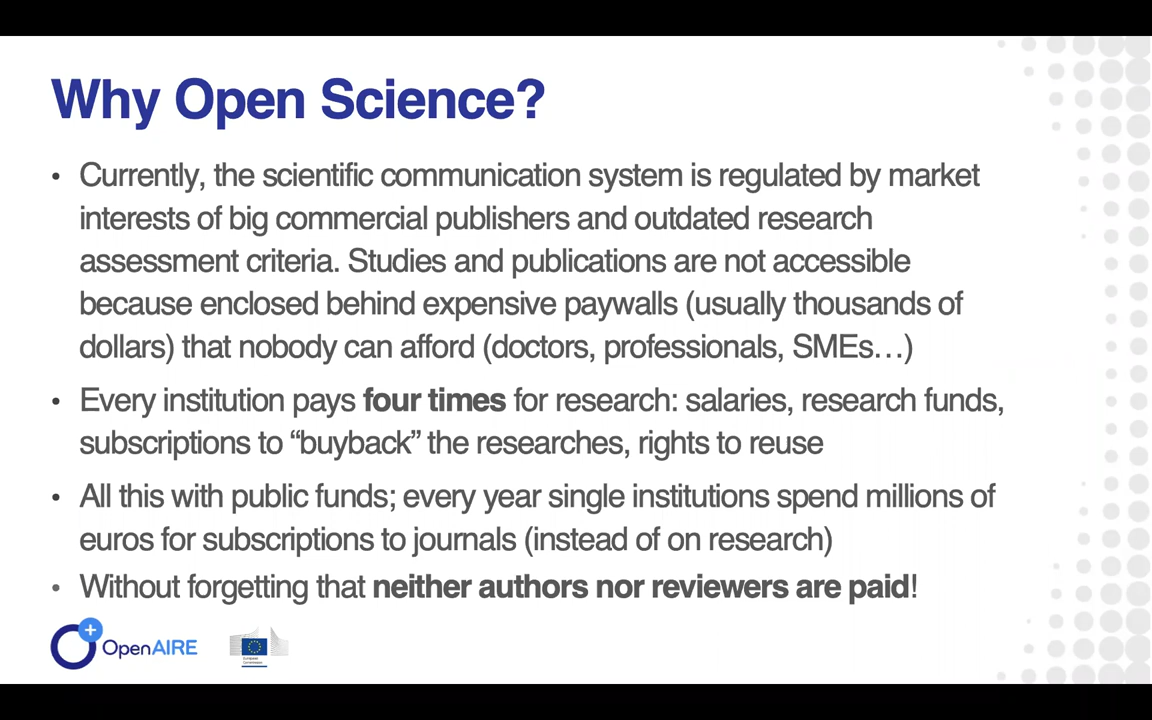 Why Open Science?
• Currently, the scientific communication system is regulated by market
interests of big commercial publishers and outdated research
assessment criteria. Studies and publications are not accessible
because enclosed behind expensive paywalls (usually thousands of
dollars) that nobody can afford (doctors, professionals, SMEs…)
• Every institution pays four times for research: salaries, research funds,
subscriptions to “buyback” the researches, rights to reuse
• All this with public funds; every year single institutions spend millions of
euros for subscriptions to journals (instead of on research)
• Without forgetting that neither authors nor reviewers are paid!
OpenAIRE
European
Commission